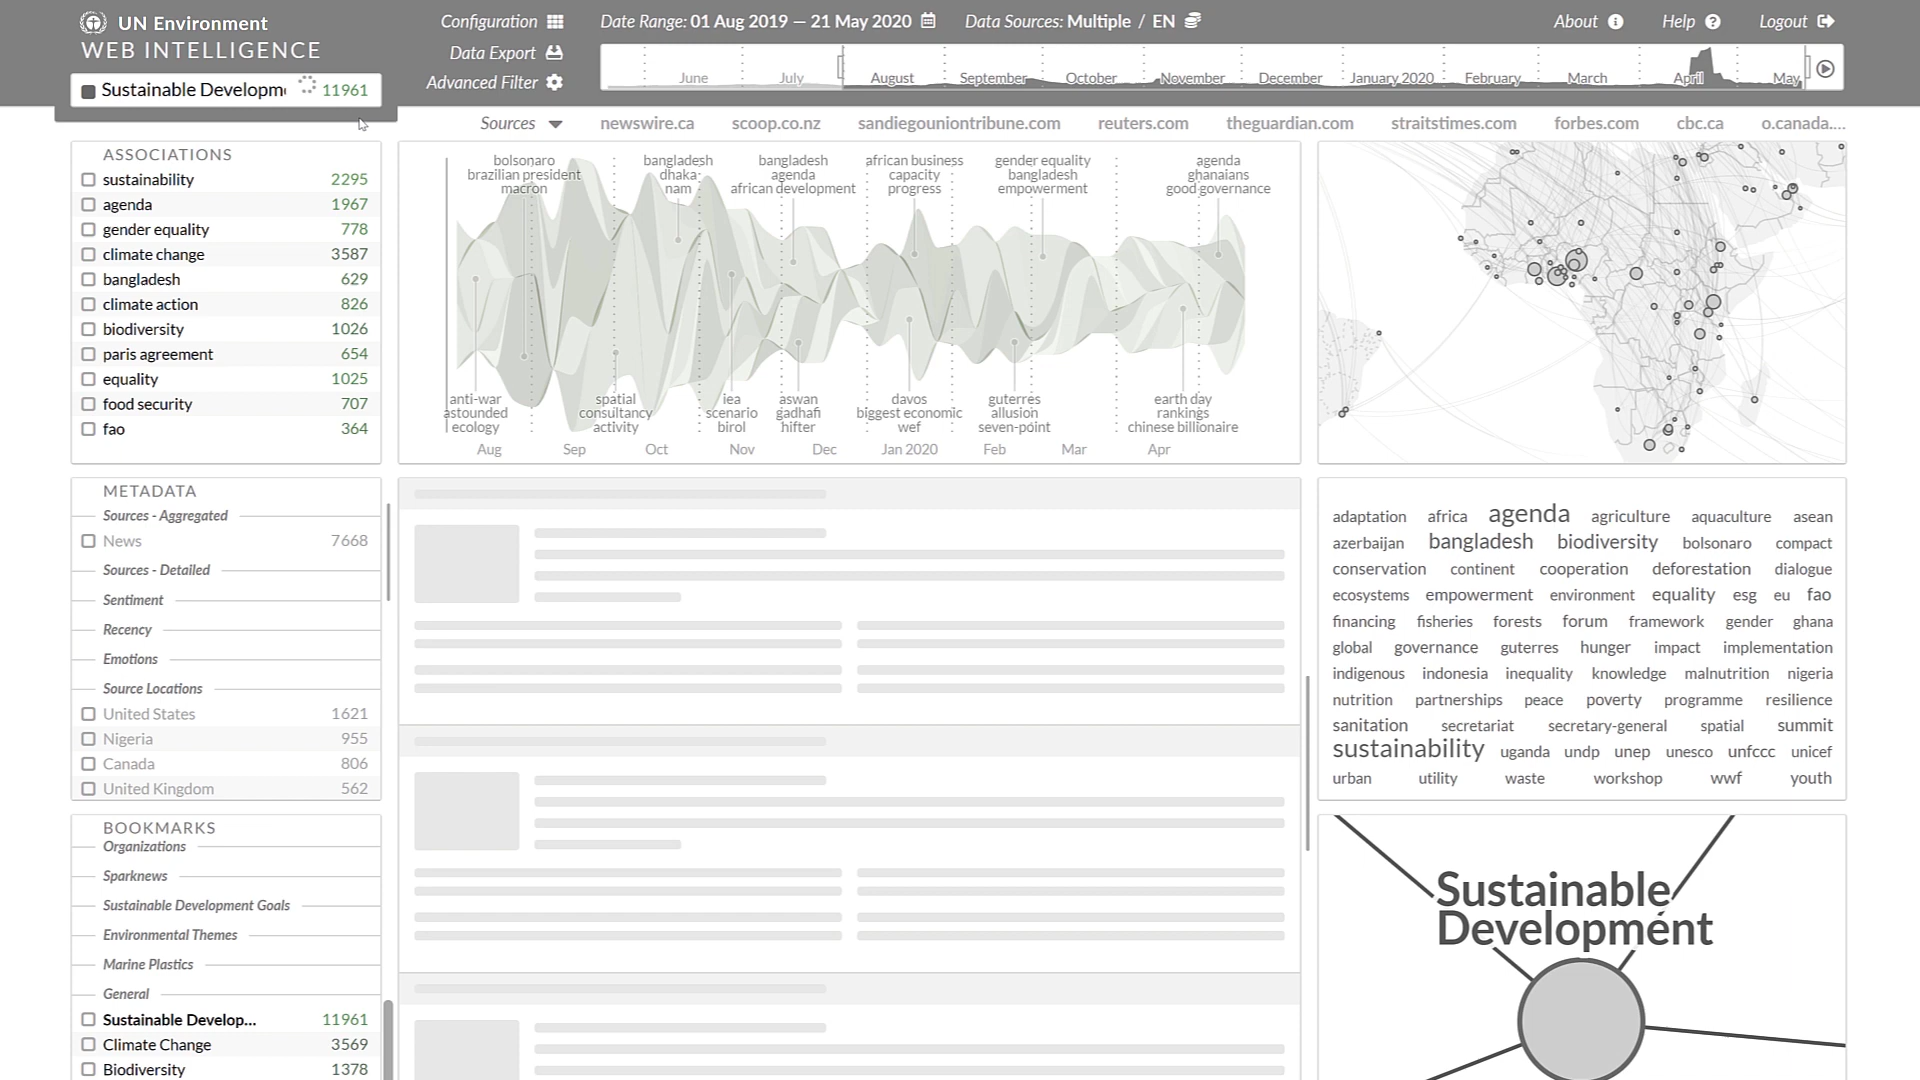 UN Environment
WEB INTELLIGENCE
Sustainable Developm
11961
Configuration
Data Export
Advanced Filter
Date Range: 01 Aug 2019 — 21 May 2020
Data Sources: Multiple / EN
About
Help
Logout
June July August September October November December January 2020 February March April May
Sources newswire.ca scoop.co.nz sandiegouniontribune.com reuters.com theguardian.com straitstimes.com forbes.com cbc.ca o.canada....
ASSOCIATIONS
sustainability 2295
agenda 1967
gender equality 778
climate change 3587
bangladesh 629
climate action 826
biodiversity 1026
paris agreement 654
equality 1025
food security 707
fao 364
bolsonaro
brazilian president
macron
bangladesh
dhaka
nam
bangladesh
agenda
african development
african business
capacity
progress
gender equality
bangladesh
empowerment
agenda
ghanaians
good governance
anti-war
astounded
ecology
spatial
consultancy
activity
iea
scenario
birol
aswan
gadhafi
hifter
davos
biggest economic
wef
guterres
allusion
seven-point
earth day
rankings
chinese billionaire
Aug Sep Oct Nov Dec Jan 2020 Feb Mar Apr
METADATA
Sources - Aggregated
News 7668
Sources - Detailed
Sentiment
Recency
Emotions
Source Locations
United States 1621
Nigeria 955
Canada 806
United Kingdom 562
BOOKMARKS
Organizations
Sparknews
Sustainable Development Goals
Environmental Themes
Marine Plastics
General
Sustainable Develop... 11961
Climate Change 3569
Biodiversity 1378
adaptation africa agenda agriculture aquaculture asean
azerbaijan bangladesh biodiversity bolsonaro compact
conservation continent cooperation deforestation dialogue
ecosystems empowerment environment equality esg eu fao
financing fisheries forests forum framework gender ghana
global governance guterres hunger impact implementation
indigenous indonesia inequality knowledge malnutrition nigeria
nutrition partnerships peace poverty programme resilience
sanitation secretariat secretary-general spatial summit
sustainability uganda undp unep unesco unfccc unicef
urban utility waste workshop wwf youth
Sustainable
Development